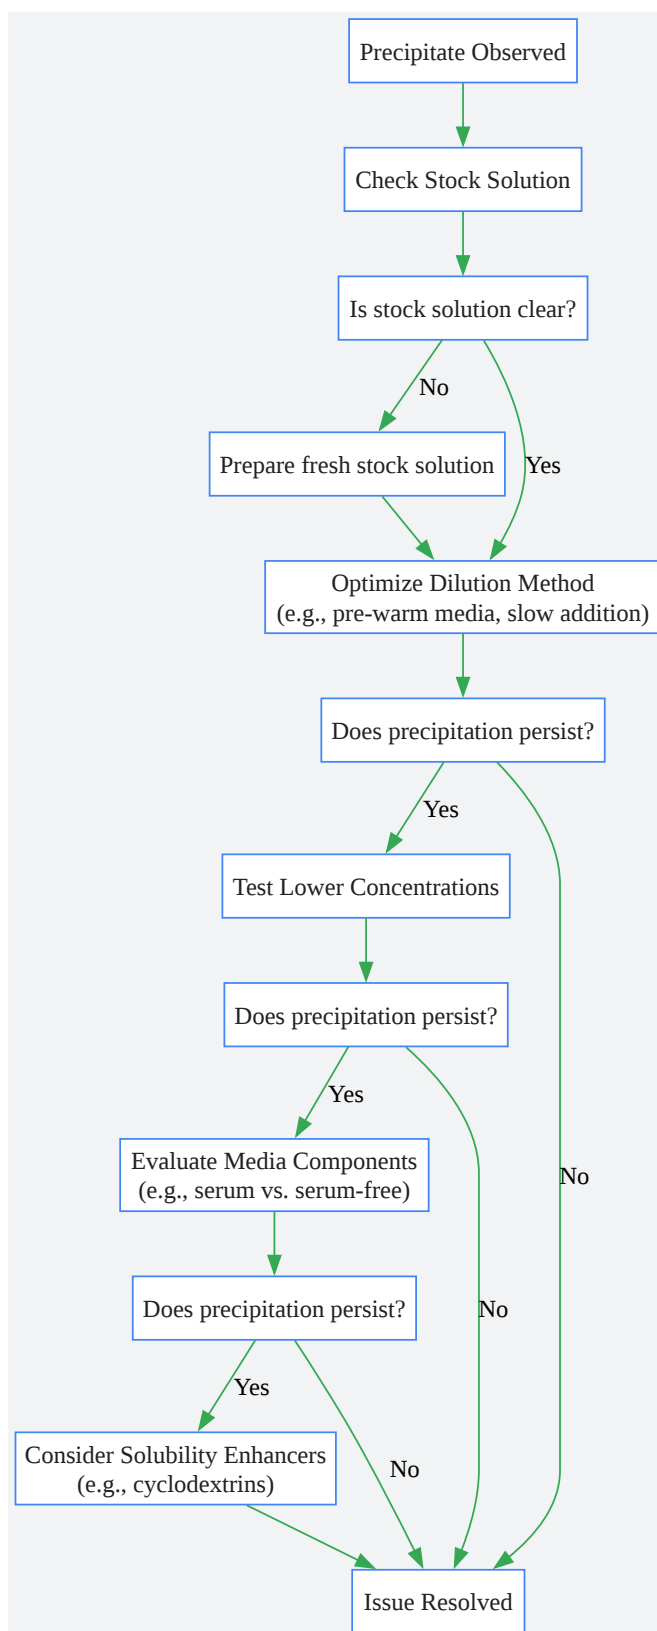 Precipitate Observed
Check Stock Solution
Is stock solution clear?
No
Prepare fresh stock solution
Yes
Optimize Dilution Method
(e.g., pre-warm media, slow addition)
Does precipitation persist?
Yes
Test Lower Concentrations
Does precipitation persist?
Yes
Evaluate Media Components
(e.g., serum vs. serum-free)
No
Does precipitation persist?
No
Yes
Consider Solubility Enhancers
(e.g., cyclodextrins)
No
Issue Resolved